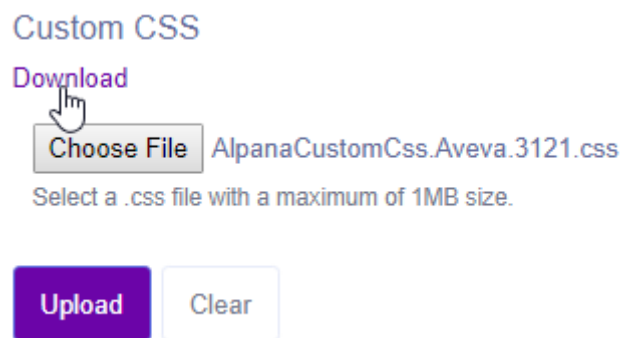 Custom CSS
Download
Choose File AlpanaCustomCss.Aveva.3121.css
Select a .css file with a maximum of 1MB size.
Upload Clear